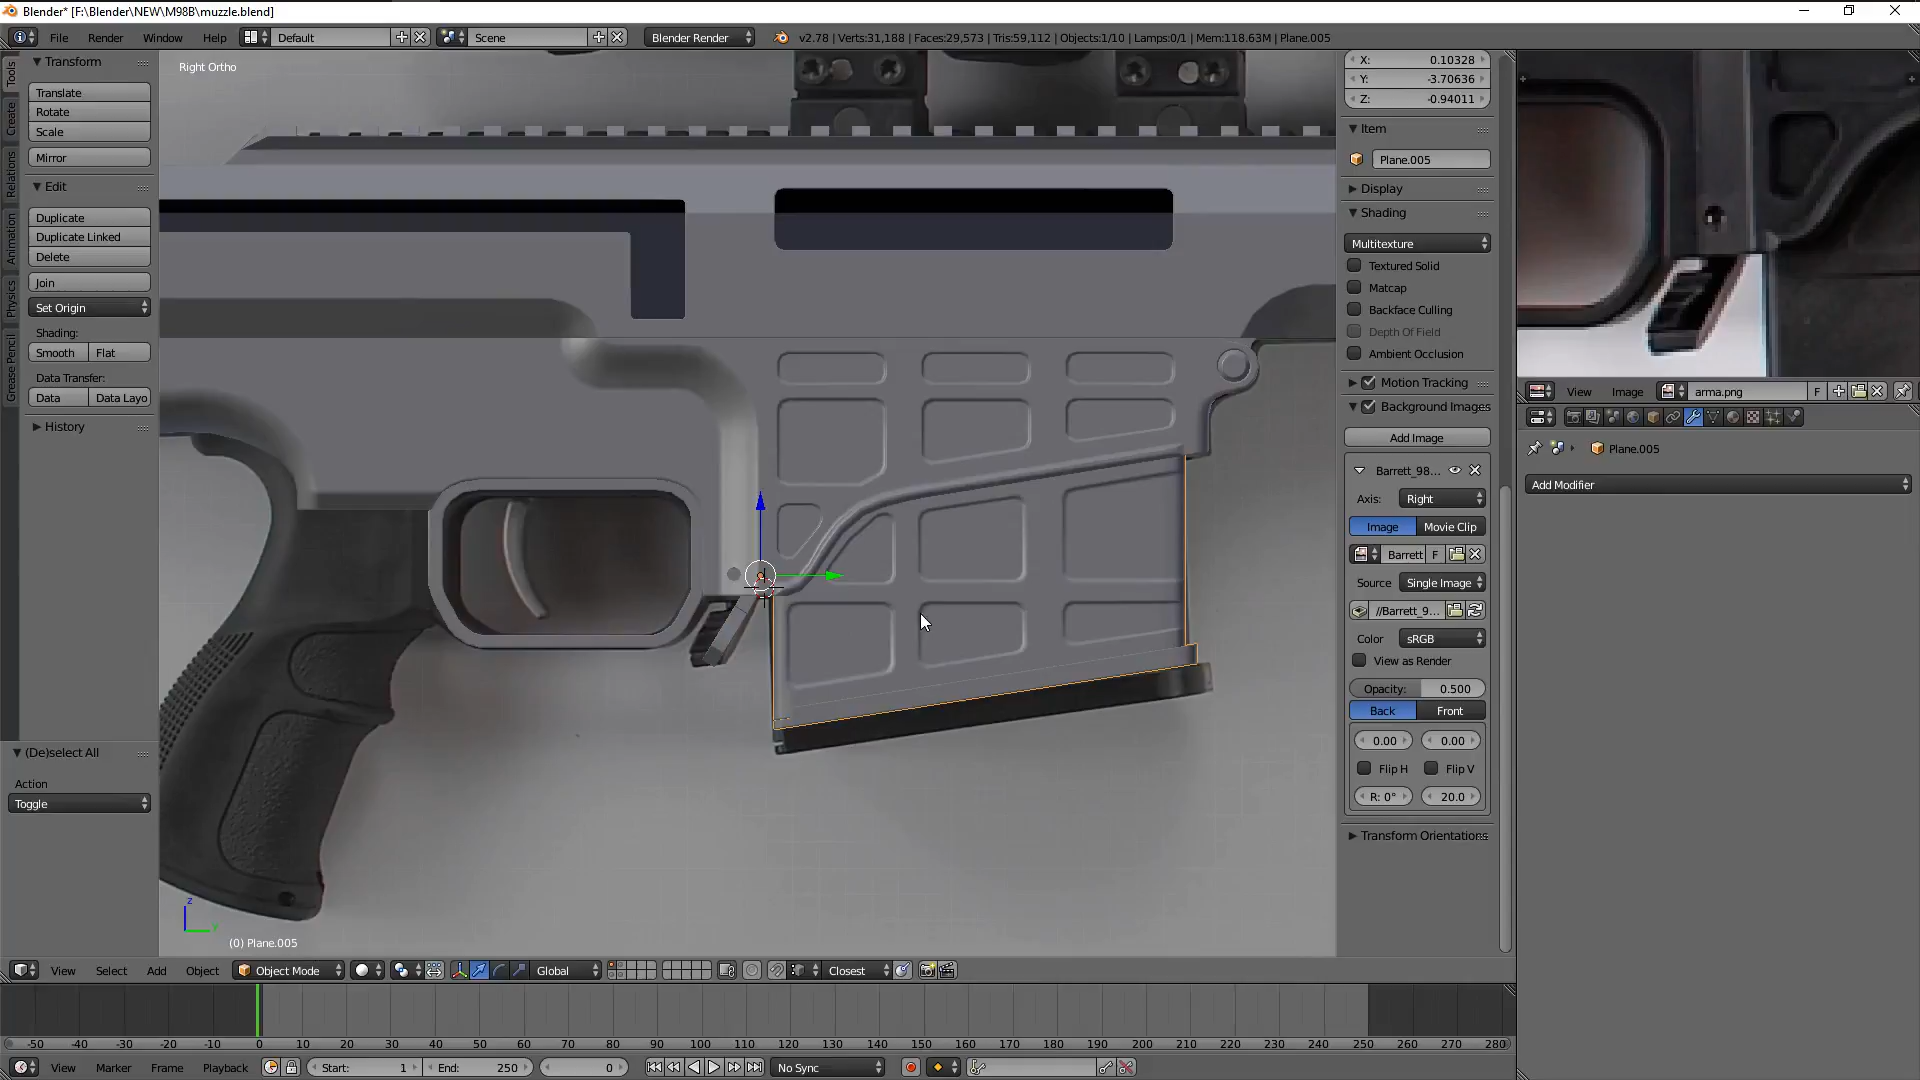 Blender* [F:\Blender\NEW\M98B\muzzle.blend]
File Render Window Help Default Scene Blender Render v2.78 | Verts:31,188 | Faces:29,573 | Tris:59,112 | Objects:1/10 | Lamps:0/1 | Mem:118.63M | Plane.005
Tools
Create
Relations
Animation
Physics
Grease Pencil
Transform
Translate
Rotate
Scale
Mirror
Edit
Duplicate
Duplicate Linked
Delete
Join
Set Origin
Shading:
Smooth Flat
Data Transfer:
Data Data Layo
History
(De)select All
Action
Toggle
Right Ortho
z
y
(0) Plane.005
X: 0.10328
Y: -3.70636
Z: -0.94011
Item
Plane.005
Display
Shading
Multitexture
Textured Solid
Matcap
Backface Culling
Depth Of Field
Ambient Occlusion
Motion Tracking
Background Images
Add Image
Barrett_98...
Axis: Right
Image Movie Clip
Barrett F
Source Single Image
//Barrett_9...
Color sRGB
View as Render
Opacity: 0.500
Back Front
0.00 0.00
Flip H Flip V
R: 0° 20.0
Transform Orientations
View Image arma.png F
Plane.005
Add Modifier
View Select Add Object Object Mode Global Closest
-50 -40 -30 -20 -10 0 10 20 30 40 50 60 70 80 90 100 110 120 130 140 150 160 170 180 190 200 210 220 230 240 250 260 270 280
View Marker Frame Playback Start: 1 End: 250 0 No Sync